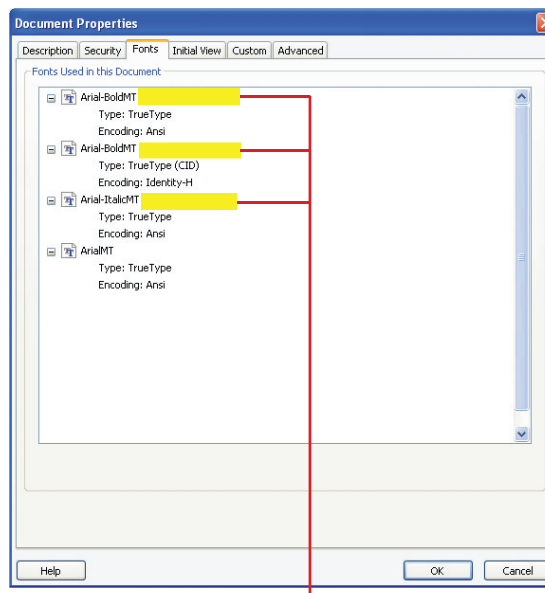 Document Properties
Description Security Fonts Initial View Custom Advanced
Fonts Used in this Document
Arial-BoldMT
Type: TrueType
Encoding: Ansi
Arial-BoldMT
Type: TrueType (CID)
Encoding: Identity-H
Arial-ItalicMT
Type: TrueType
Encoding: Ansi
ArialMT
Type: TrueType
Encoding: Ansi
Help OK Cancel